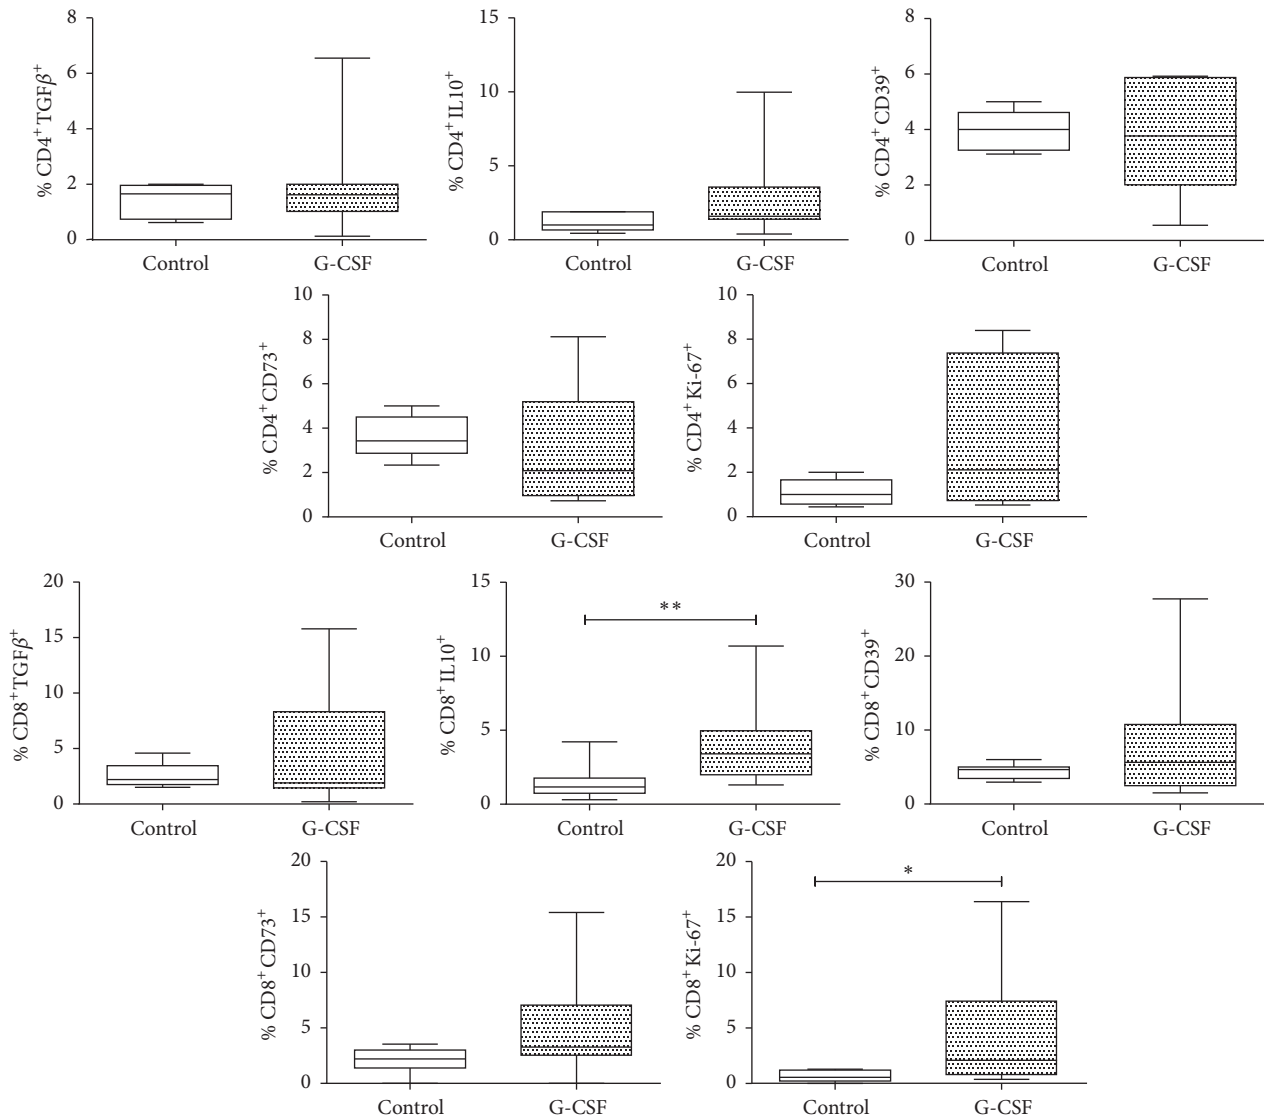 % CD4+TGFβ+
8
6
4
2
0
Control
G-CSF
% CD4+IL10+
15
10
5
0
Control
G-CSF
% CD4+CD39+
8
6
4
2
0
Control
G-CSF
% CD4+CD73+
10
8
6
4
2
0
Control
G-CSF
% CD4+Ki-67+
10
8
6
4
2
0
Control
G-CSF
% CD8+TGFβ+
20
15
10
5
0
Control
G-CSF
% CD8+IL10+
15
10
5
0
**
Control
G-CSF
% CD8+CD39+
30
20
10
0
Control
G-CSF
% CD8+CD73+
20
15
10
5
0
Control
G-CSF
% CD8+Ki-67+
20
15
10
5
0
*
Control
G-CSF